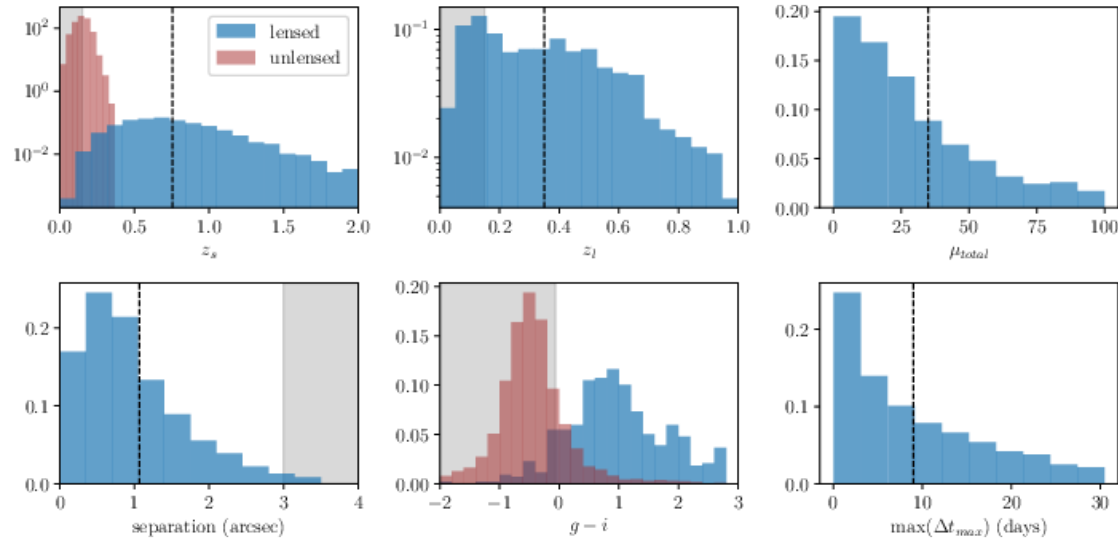 10² 10⁰ 10⁻²
lensed
unlensed
0.0 0.5 1.0 1.5 2.0
z_s
10⁻¹ 10⁻²
0.0 0.2 0.4 0.6 0.8 1.0
z_l
0.20 0.15 0.10 0.05 0.00
0 25 50 75 100
μ_total
0.2 0.1 0.0
0 1 2 3 4
separation (arcsec)
0.20 0.15 0.10 0.05 0.00
−2 −1 0 1 2 3
g − i
0.2 0.1 0.0
0 10 20 30
max(Δt_max) (days)